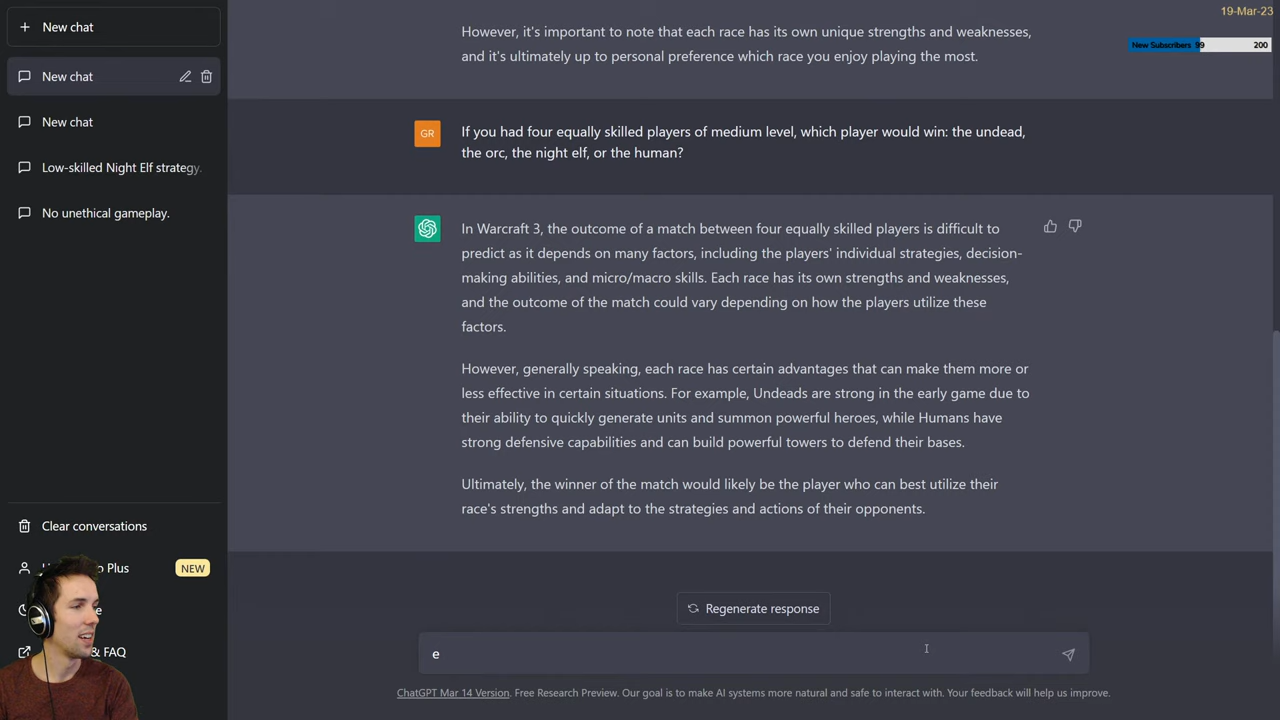 19-Mar-23
New chat
New Subscribers 99 200
However, it's important to note that each race has its own unique strengths and weaknesses,
and it's ultimately up to personal preference which race you enjoy playing the most.
New chat
New chat
Low-skilled Night Elf strategy.
No unethical gameplay.
GR
If you had four equally skilled players of medium level, which player would win: the undead,
the orc, the night elf, or the human?
In Warcraft 3, the outcome of a match between four equally skilled players is difficult to
predict as it depends on many factors, including the players' individual strategies, decision-
making abilities, and micro/macro skills. Each race has its own strengths and weaknesses,
and the outcome of the match could vary depending on how the players utilize these
factors.
However, generally speaking, each race has certain advantages that can make them more or
less effective in certain situations. For example, Undeads are strong in the early game due to
their ability to quickly generate units and summon powerful heroes, while Humans have
strong defensive capabilities and can build powerful towers to defend their bases.
Ultimately, the winner of the match would likely be the player who can best utilize their
race's strengths and adapt to the strategies and actions of their opponents.
Clear conversations
Plus
NEW
& FAQ
Regenerate response
e
ChatGPT Mar 14 Version. Free Research Preview. Our goal is to make AI systems more natural and safe to interact with. Your feedback will help us improve.